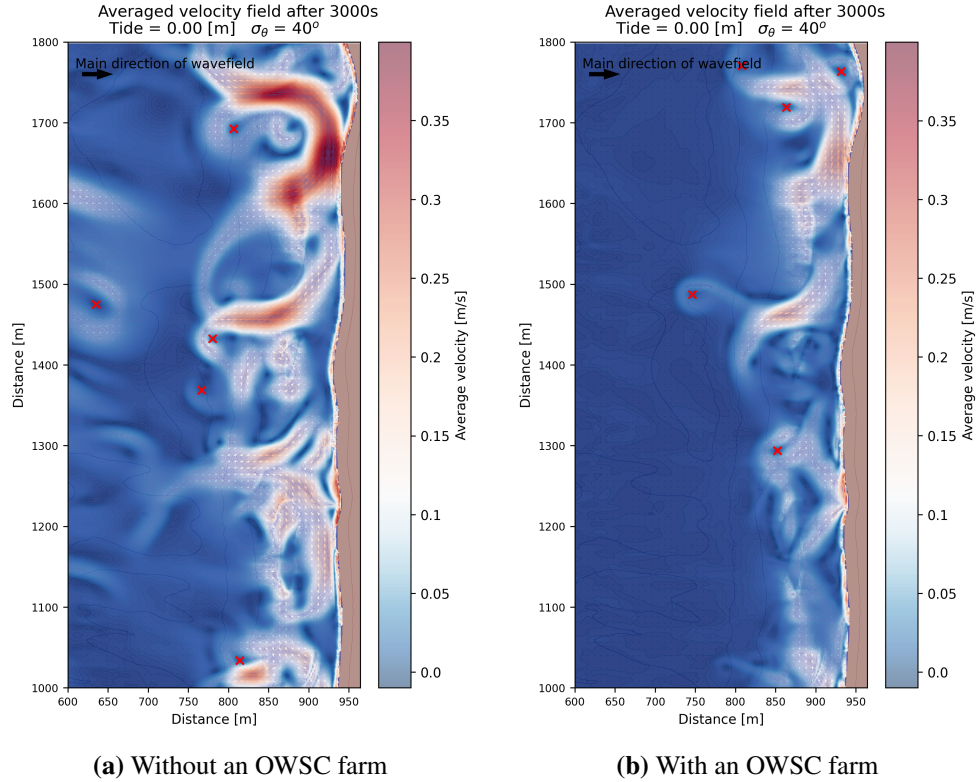 Averaged velocity field after 3000s
Tide = 0.00 [m] σθ = 40°
Main direction of wavefield
1800
1700
1600
1500
1400
1300
1200
1100
1000
Distance [m]
600 650 700 750 800 850 900 950
Distance [m]
0.35
0.3
0.25
0.2
0.15
0.1
0.05
0.0
Average velocity [m/s]
(a) Without an OWSC farm
Averaged velocity field after 3000s
Tide = 0.00 [m] σθ = 40°
Main direction of wavefield
1800
1700
1600
1500
1400
1300
1200
1100
1000
Distance [m]
600 650 700 750 800 850 900 950
Distance [m]
0.35
0.3
0.25
0.2
0.15
0.1
0.05
0.0
Average velocity [m/s]
(b) With an OWSC farm